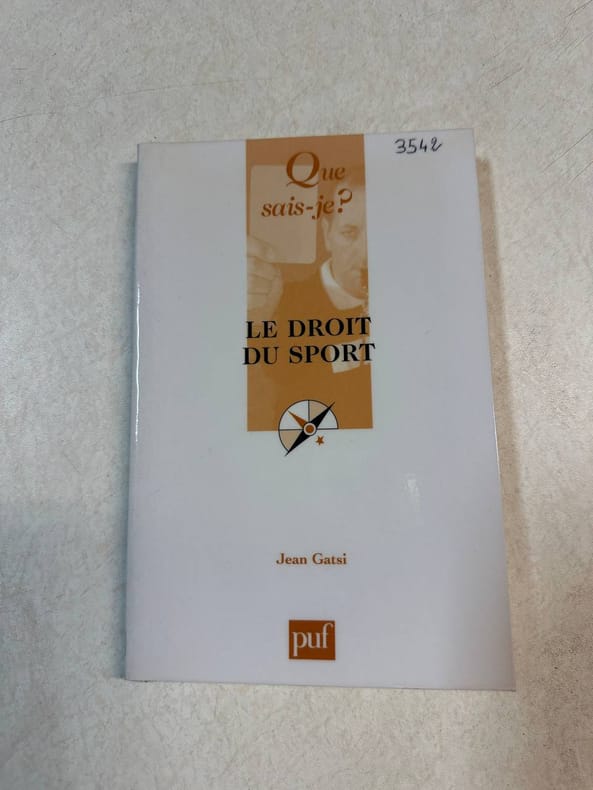 3542
Que
sais-je?
LE DROIT
DU SPORT
Jean Gatsi
puf